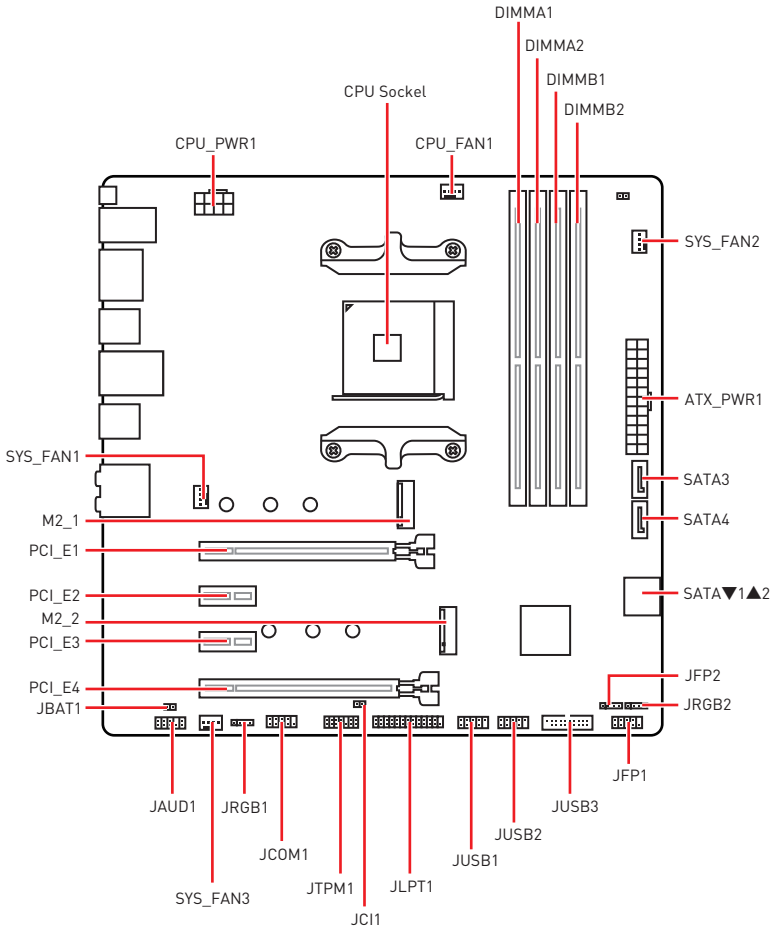 DIMMA1
DIMMA2
DIMMB1
DIMMB2
CPU Sockel
CPU_PWR1
CPU_FAN1
SYS_FAN2
ATX_PWR1
SYS_FAN1
SATA3
M2_1
SATA4
PCI_E1
PCI_E2
SATA▼1▲2
M2_2
PCI_E3
JFP2
PCI_E4
JBAT1
JRGB2
JFP1
JAUD1
JRGB1
JUSB3
JUSB2
JCOM1
JUSB1
JTPM1
JLPT1
SYS_FAN3
JCI1